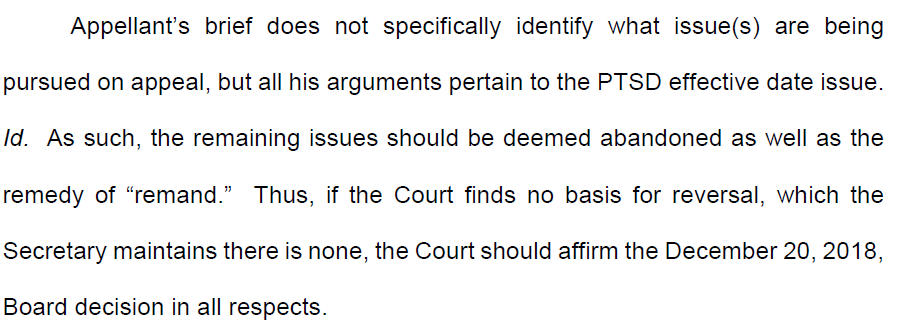 Appellant’s brief does not specifically identify what issue(s) are being
pursued on appeal, but all his arguments pertain to the PTSD effective date issue.
Id. As such, the remaining issues should be deemed abandoned as well as the
remedy of “remand.” Thus, if the Court finds no basis for reversal, which the
Secretary maintains there is none, the Court should affirm the December 20, 2018,
Board decision in all respects.